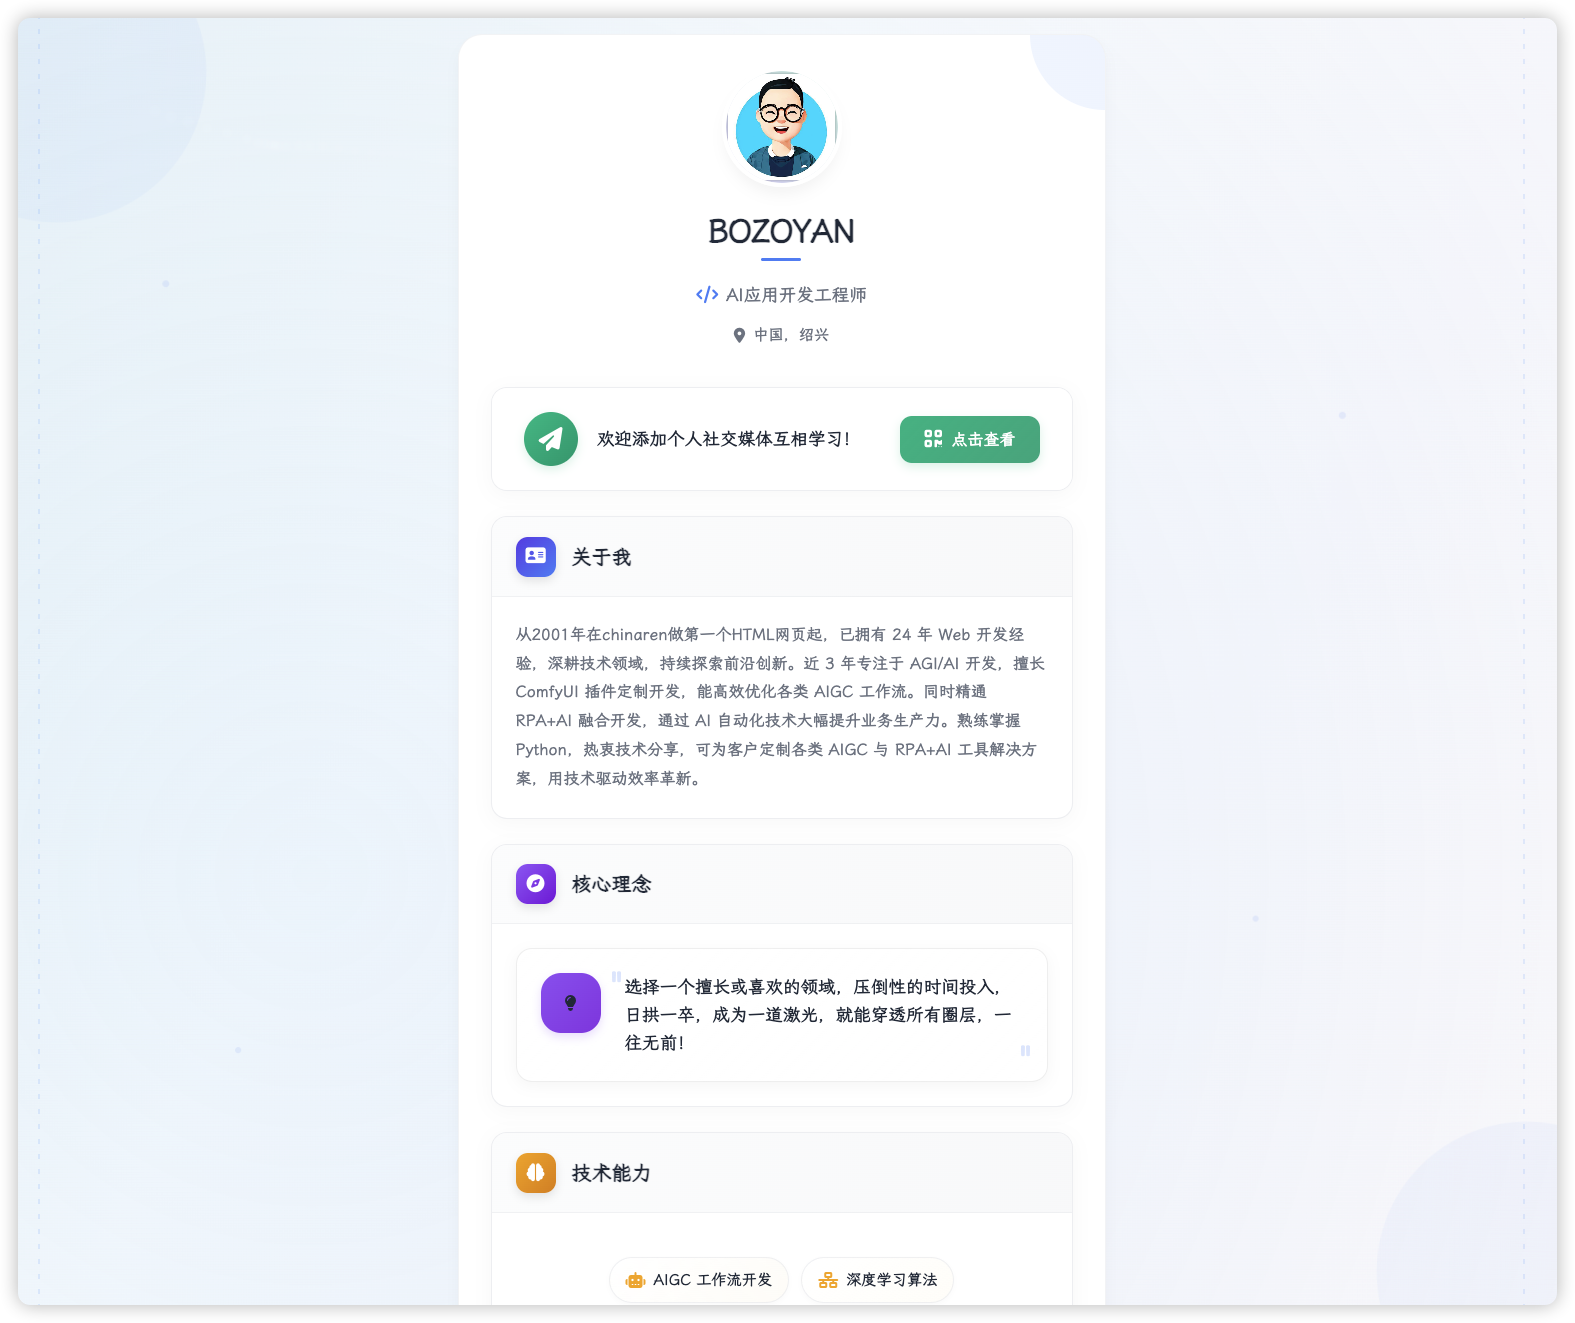 BOZOYAN
AI应用开发工程师
中国，绍兴
欢迎添加个人社交媒体互相学习！
点击查看
关于我
从2001年在chinaren做第一个HTML网页起，已拥有 24 年 Web 开发经
验，深耕技术领域，持续探索前沿创新。近 3 年专注于 AGI/AI 开发，擅长
ComfyUI 插件定制开发，能高效优化各类 AIGC 工作流。同时精通
RPA+AI 融合开发，通过 AI 自动化技术大幅提升业务生产力。熟练掌握
Python，热衷技术分享，可为客户定制各类 AIGC 与 RPA+AI 工具解决方
案，用技术驱动效率革新。
核心理念
"选择一个擅长或喜欢的领域，压倒性的时间投入，
日拱一卒，成为一道激光，就能穿透所有圈层，一
往无前！"
技术能力
AIGC 工作流开发
深度学习算法